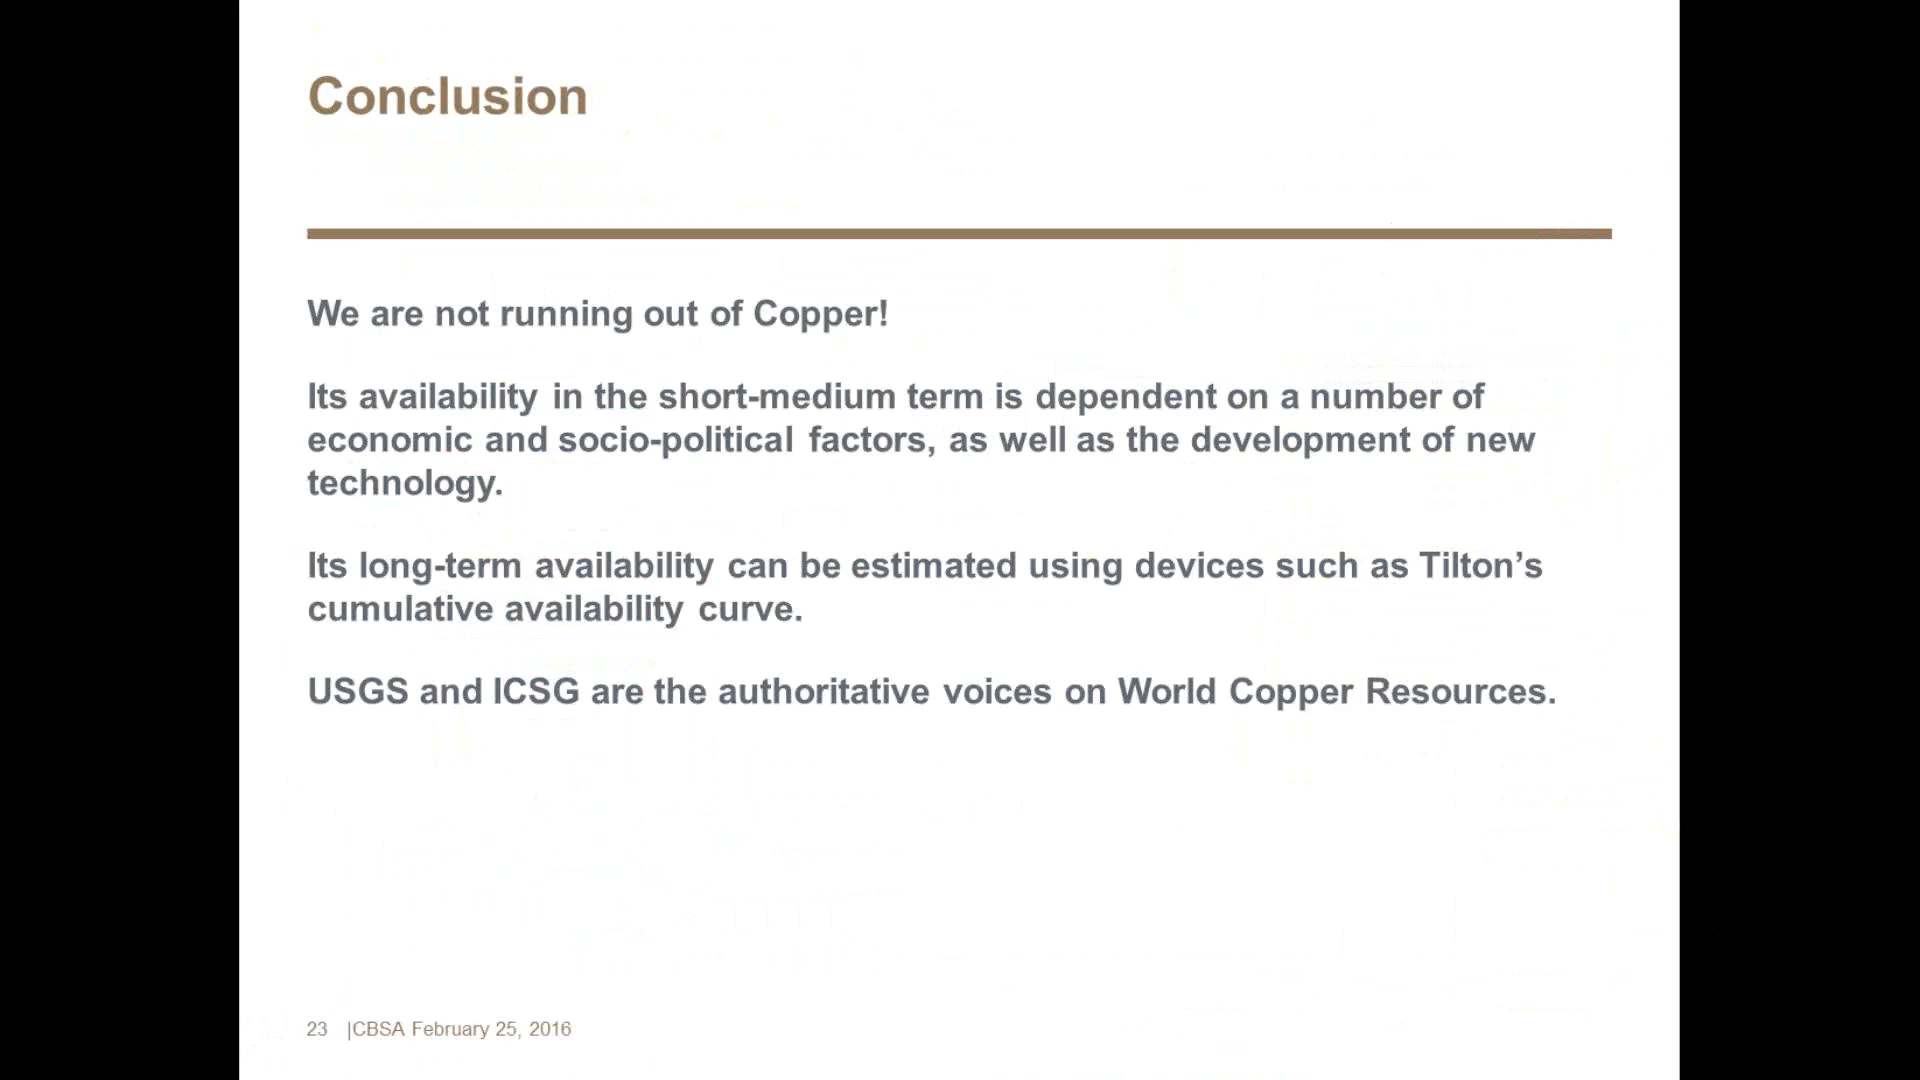 Conclusion
We are not running out of Copper!
Its availability in the short-medium term is dependent on a number of
economic and socio-political factors, as well as the development of new
technology.
Its long-term availability can be estimated using devices such as Tilton’s
cumulative availability curve.
USGS and ICSG are the authoritative voices on World Copper Resources.
23 |CBSA February 25, 2016